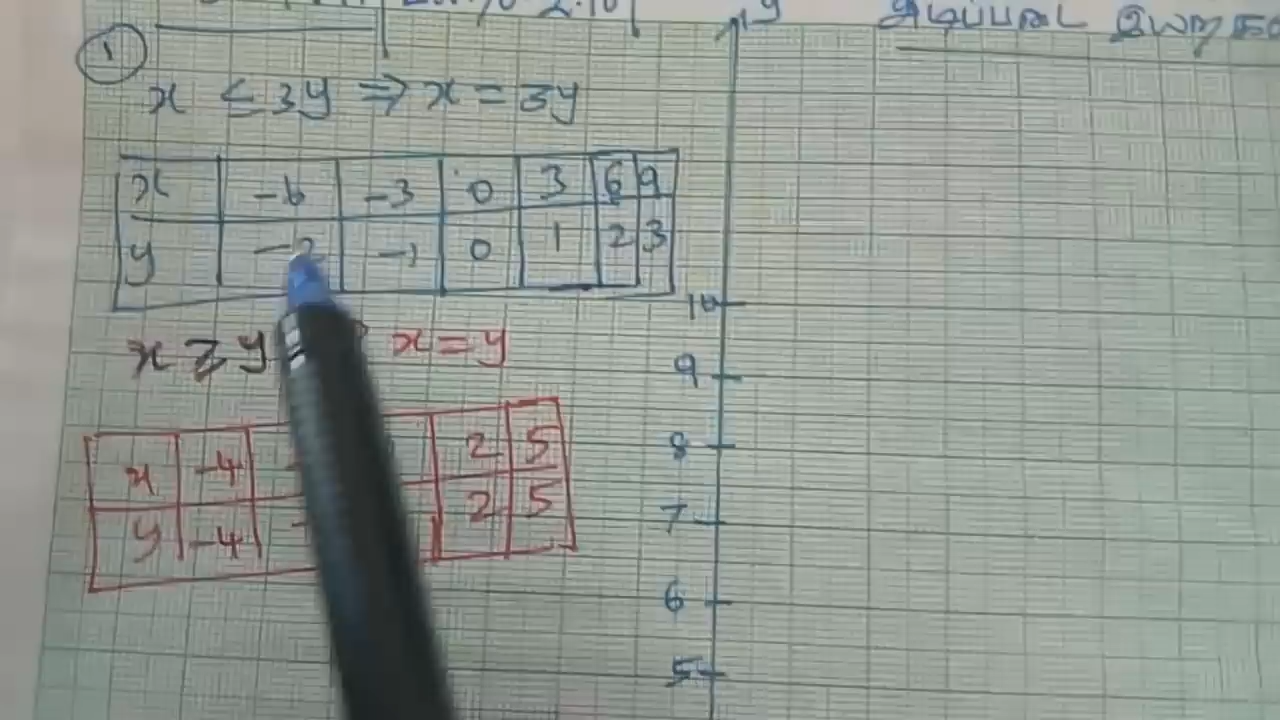 y
① x ≤ 3y ⇒ x = 3y
x -6 -3 0 3 6 9
y -2 -1 0 1 2 3
x ≥ y x = y
x -4 2 5
y -4 2 5
10
9
8
7
6
5